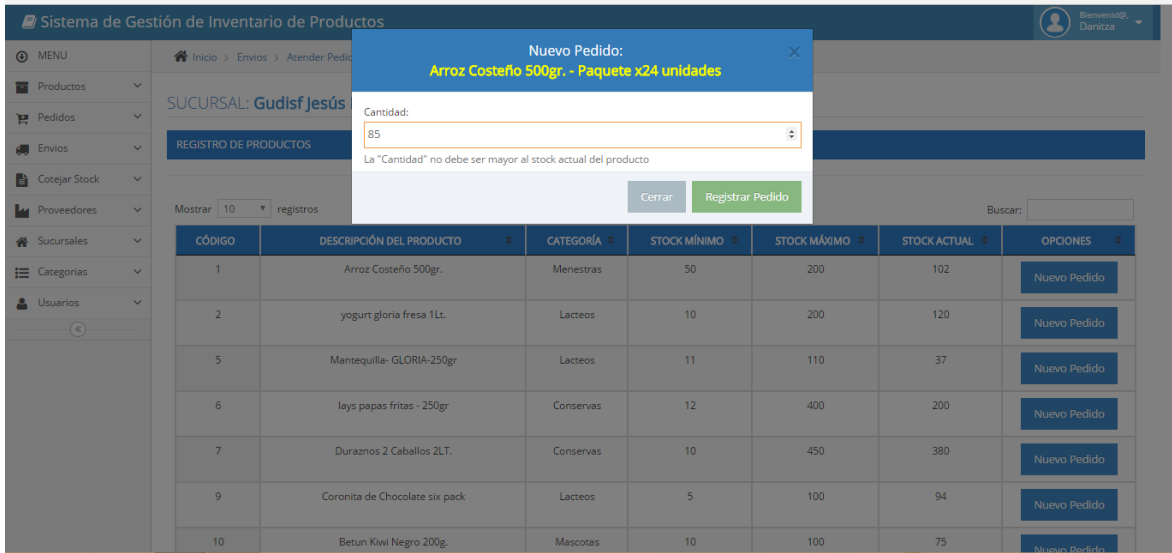 Sistema de Gestión de Inventario de Productos
Bienvenid@,
Danitza
MENU
Productos
Pedidos
Envios
Cotejar Stock
Proveedores
Sucursales
Categorias
Usuarios
Inicio > Envios > Atender Pedid
SUCURSAL: Gudisf Jesús
REGISTRO DE PRODUCTOS
Nuevo Pedido:
Arroz Costeño 500gr. - Paquete x24 unidades
Cantidad:
85
La "Cantidad" no debe ser mayor al stock actual del producto
Cerrar Registrar Pedido
Mostrar 10 registros
Buscar:
CÓDIGO DESCRIPCIÓN DEL PRODUCTO CATEGORÍA STOCK MÍNIMO STOCK MÁXIMO STOCK ACTUAL OPCIONES
1 Arroz Costeño 500gr. Menestras 50 200 102 Nuevo Pedido
2 yogurt gloria fresa 1Lt. Lacteos 10 200 120 Nuevo Pedido
5 Mantequilla- GLORIA-250gr Lacteos 11 110 37 Nuevo Pedido
6 lays papas fritas - 250gr Conservas 12 400 200 Nuevo Pedido
7 Duraznos 2 Caballos 2LT. Conservas 10 450 380 Nuevo Pedido
9 Coronita de Chocolate six pack Lacteos 5 100 94 Nuevo Pedido
10 Betun Kiwi Negro 200g. Mascotas 10 100 75 Nuevo Pedido